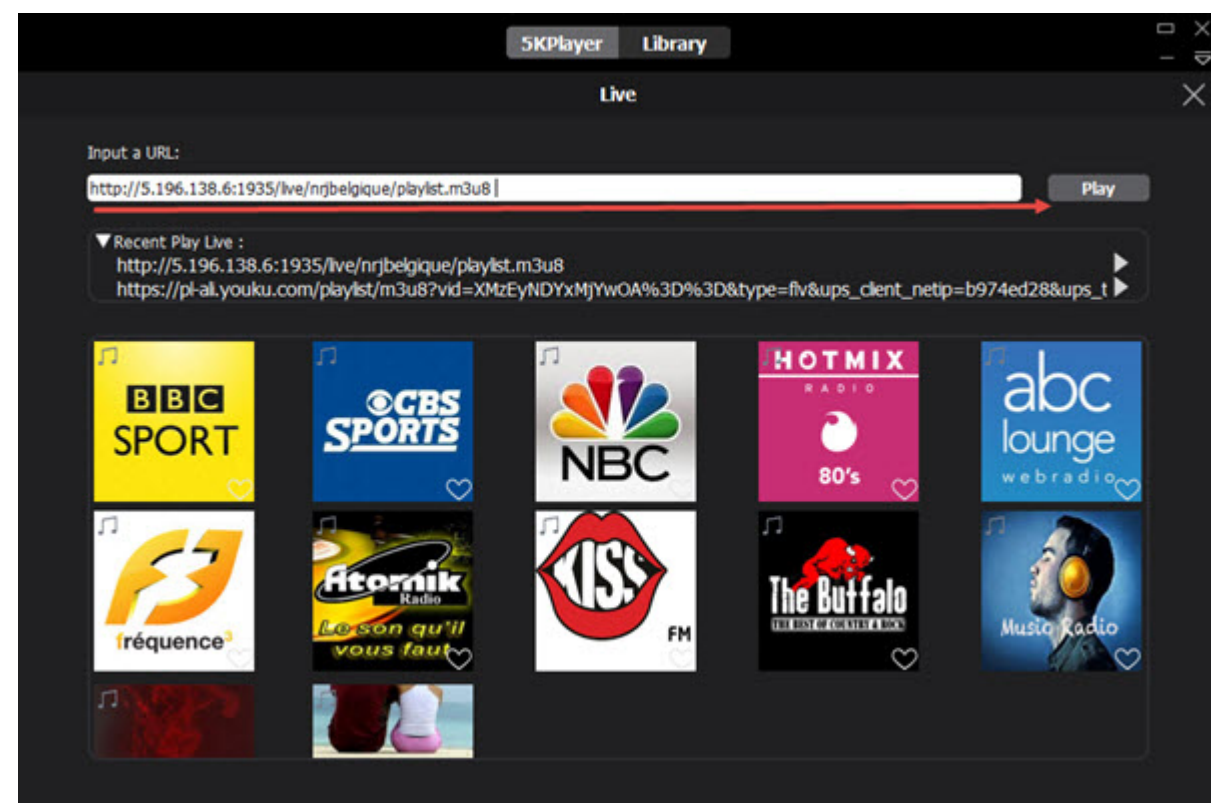 5KPlayer Library
Live
Input a URL:
http://5.196.138.6:1935/live/nrjbelgique/playlist.m3u8
Play
Recent Play Live :
http://5.196.138.6:1935/live/nrjbelgique/playlist.m3u8
https://pl-ali.youku.com/playlist/m3u8?vid=XMzEyNDYxMjYwOA%3D%3D&type=flv&ups_client_netip=b974ed28&ups_t
BBC
SPORT
CBS
SPORTS
NBC
HOTMIX
RADIO
80's
abc
lounge
webradio
fréquence3
Atomik
Radio
Le son qu'il
vous faut
KISS
FM
The Buffalo
THE BEST OF COUNTRY & ROCK
Music Radio